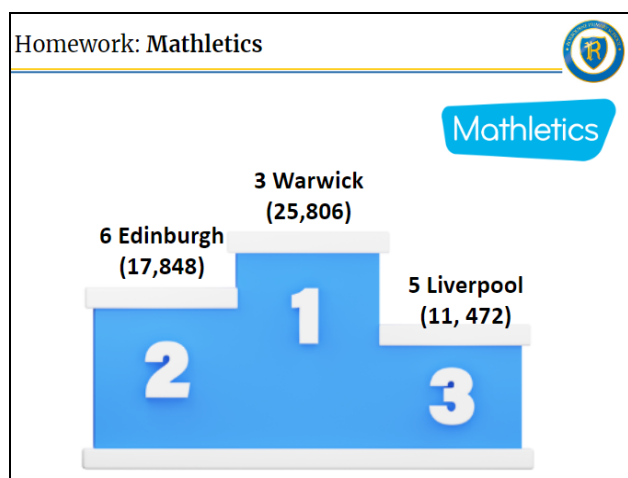 Homework: Mathletics
R
Mathletics
3 Warwick
(25,806)
6 Edinburgh
(17,848)
5 Liverpool
(11, 472)
1
2
3